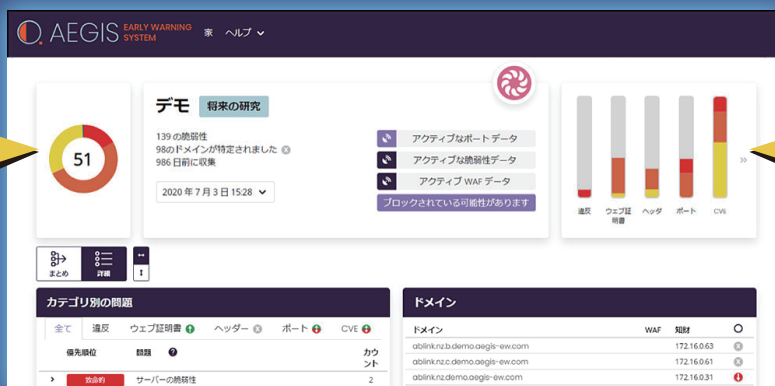 AEGIS EARLY WARNING SYSTEM 家 ヘルプ
デモ 将来の研究
139 の脆弱性
98のドメインが特定されました
986 日前に収集
2020 年 7 月 3 日 15:28
アクティブなポート データ
アクティブな脆弱性データ
アクティブ WAF データ
ブロックされている可能性があります
51
違反 ウェブ証明書 ヘッダ ポート CVE
まとめ 詳細
カテゴリ別の問題
全て 違反 ウェブ証明書 ヘッダー ポート CVE
優先順位 問題 カウント
致命的 サーバーの脆弱性 2
ドメイン
ドメイン WAF 知財
ablink.nz.b.demo.aegis-ew.com 172.16.0.63
ablink.nz.c.demo.aegis-ew.com 172.16.0.61
ablink.nz.demo.aegis-ew.com 172.16.0.31